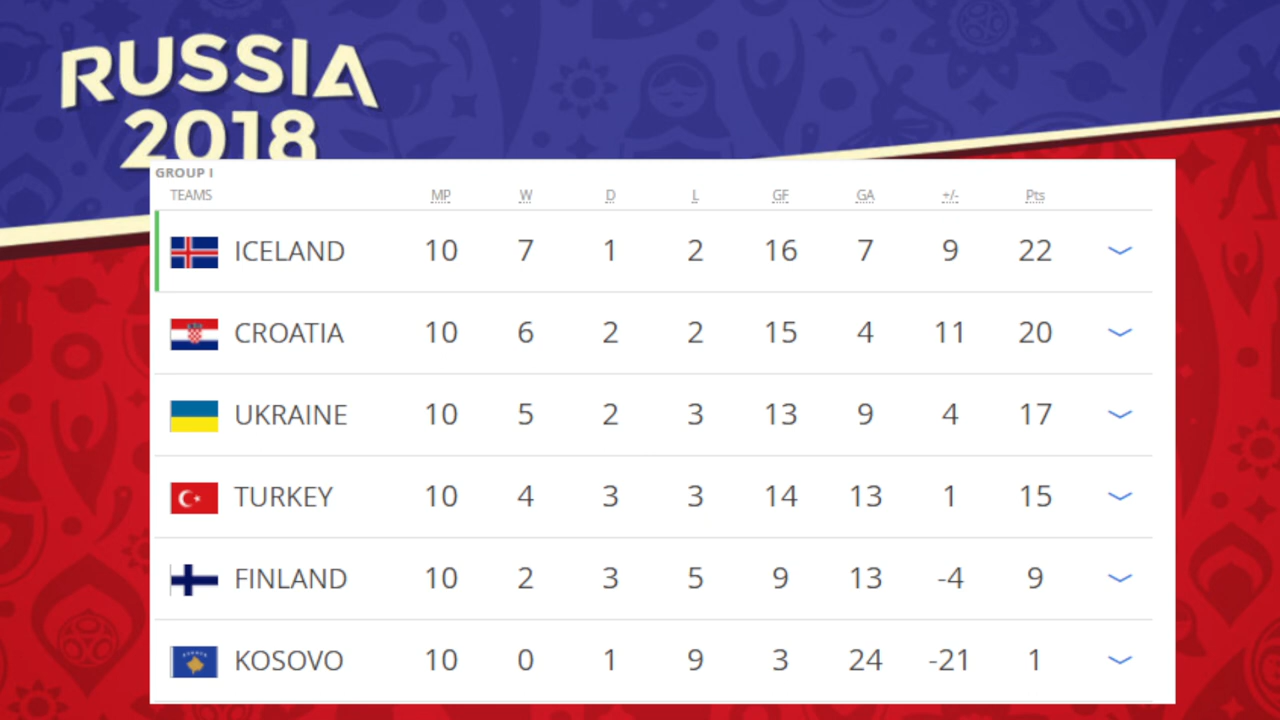 RUSSIA
2018
GROUP I
TEAMS MP W D L GF GA +/- Pts
ICELAND 10 7 1 2 16 7 9 22
CROATIA 10 6 2 2 15 4 11 20
UKRAINE 10 5 2 3 13 9 4 17
TURKEY 10 4 3 3 14 13 1 15
FINLAND 10 2 3 5 9 13 -4 9
KOSOVO 10 0 1 9 3 24 -21 1